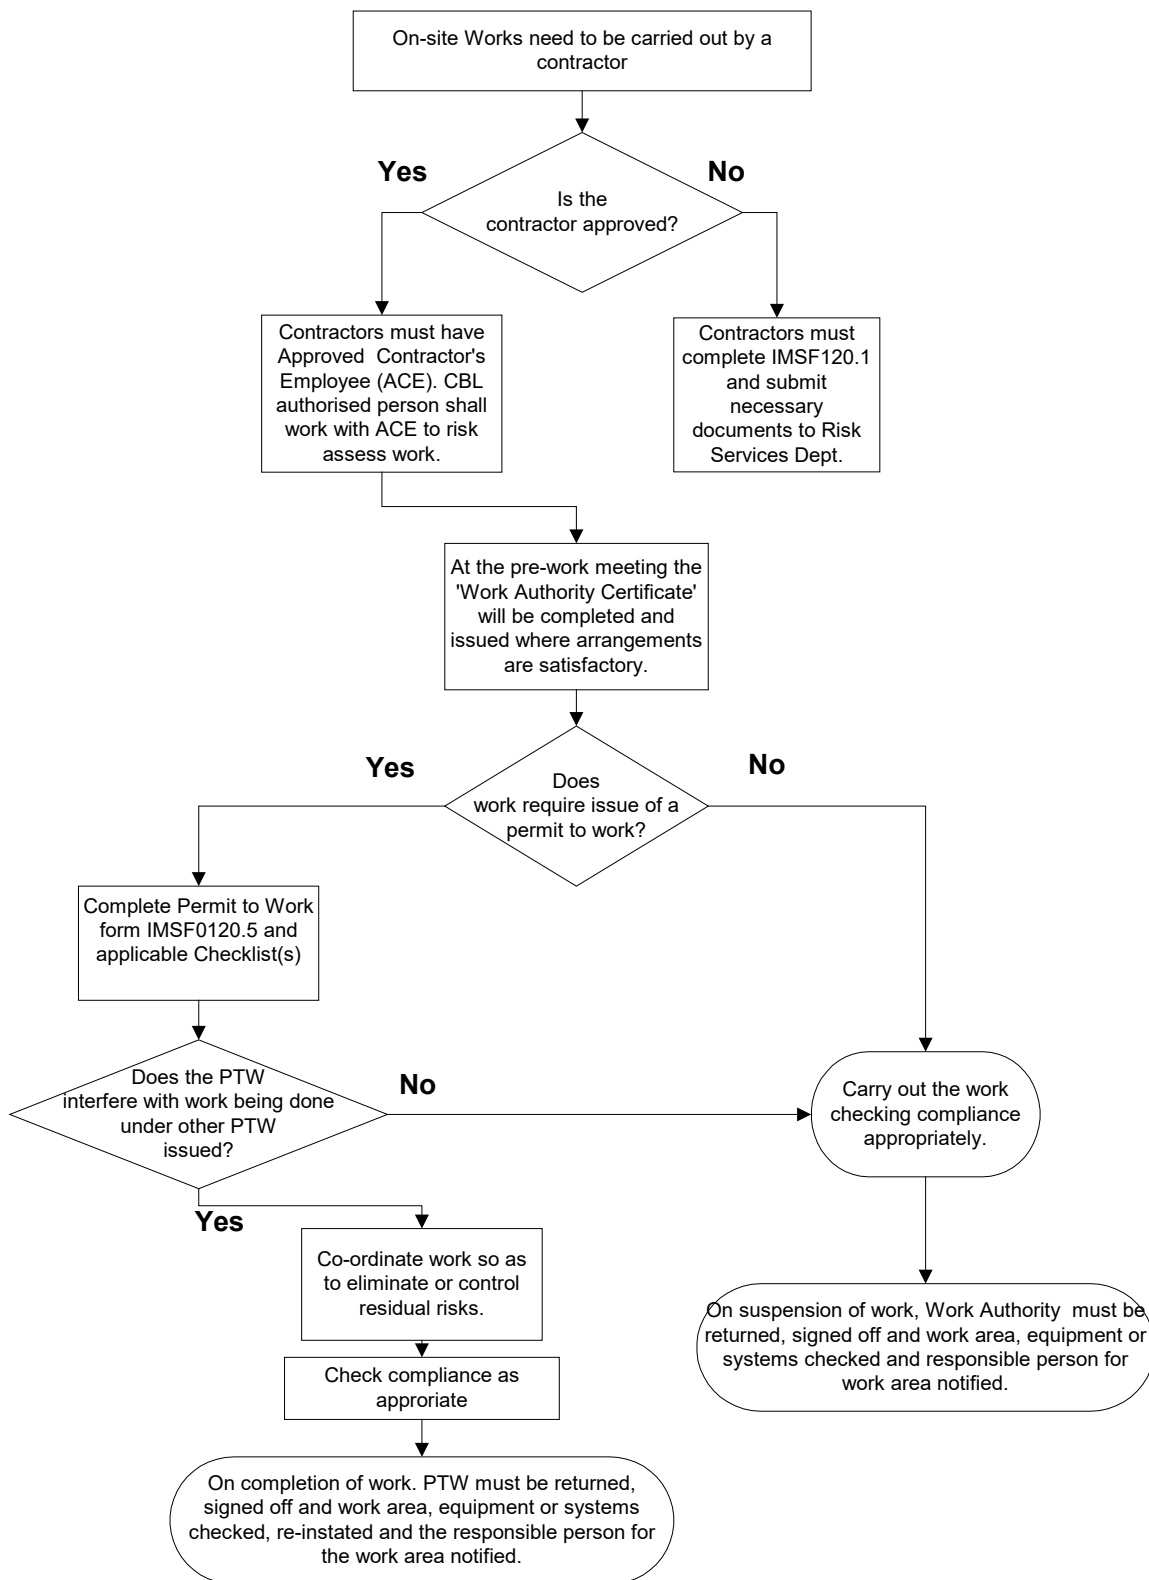 On-site Works need to be carried out by a
contractor
Yes
No
Is the
contractor approved?
Contractors must have
Approved Contractor's
Employee (ACE). CBL
authorised person shall
work with ACE to risk
assess work.
Contractors must
complete IMSF120.1
and submit
necessary
documents to Risk
Services Dept.
At the pre-work meeting the
'Work Authority Certificate'
will be completed and
issued where arrangements
are satisfactory.
Yes
No
Does
work require issue of a
permit to work?
Complete Permit to Work
form IMSF0120.5 and
applicable Checklist(s)
Does the PTW
interfere with work being done
under other PTW
issued?
No
Carry out the work
checking compliance
appropriately.
Yes
Co-ordinate work so as
to eliminate or control
residual risks.
On suspension of work, Work Authority must be
returned, signed off and work area, equipment or
systems checked and responsible person for
work area notified.
Check compliance as
approriate
On completion of work. PTW must be returned,
signed off and work area, equipment or systems
checked, re-instated and the responsible person for
the work area notified.